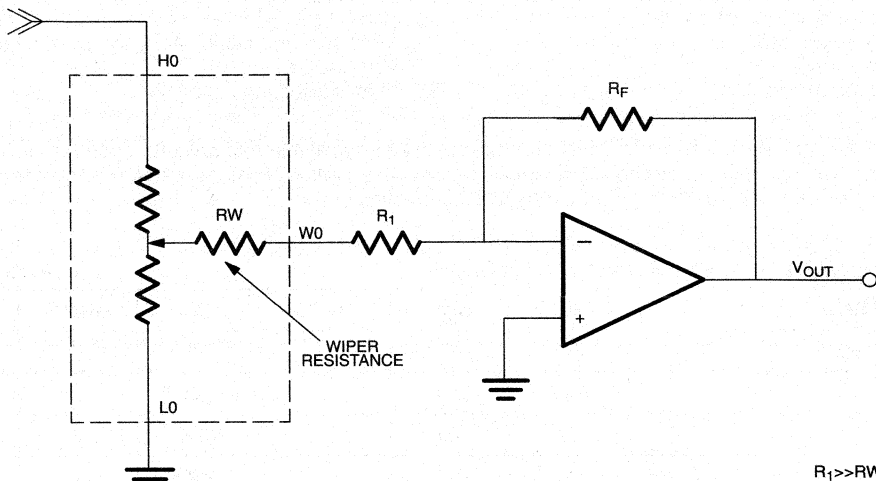 H0
RF
RW
W0
R1
−
VOUT
+
WIPER
RESISTANCE
L0
R1>>RW